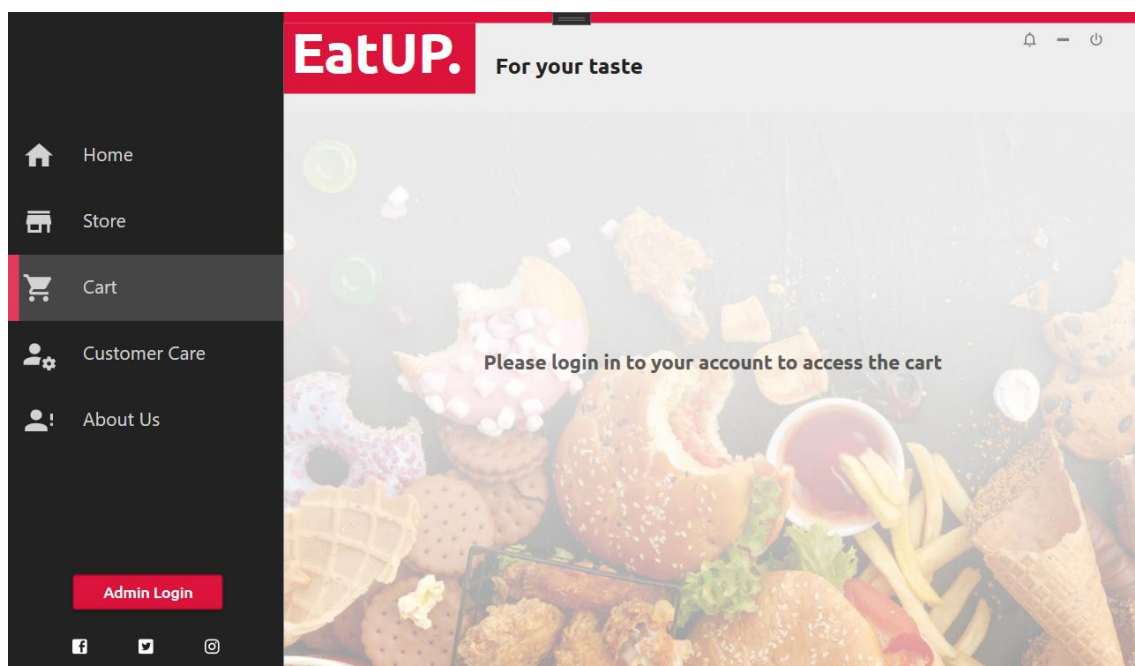 EatUP.
For your taste
Home
Store
Cart
Customer Care
About Us
Please login in to your account to access the cart
Admin Login